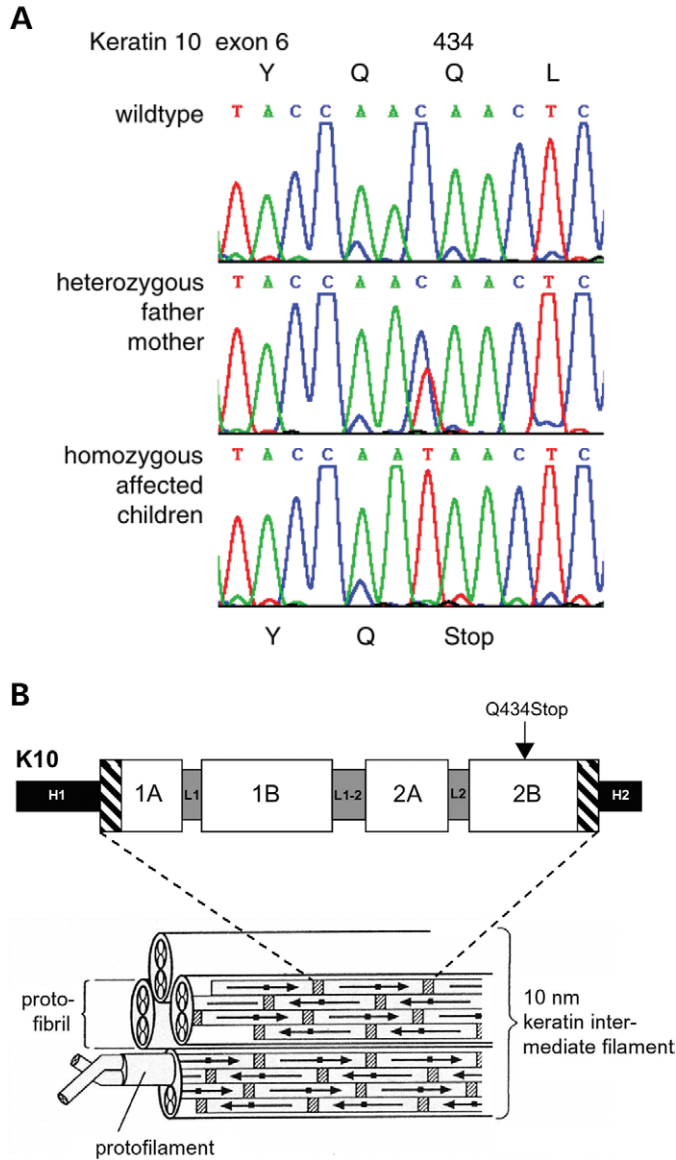 A
Keratin 10 exon 6 434
Y Q Q L
wildtype T A C C A A C A A C T C
heterozygous T A C C A A C A A C T C
father
mother
homozygous T A C C A A T A A C T C
affected
children
Y Q Stop
B
Q434Stop
K10
H1 1A L1 1B L1-2 2A L2 2B H2
proto-
fibril
10 nm
keratin inter-
mediate filament
protofilament